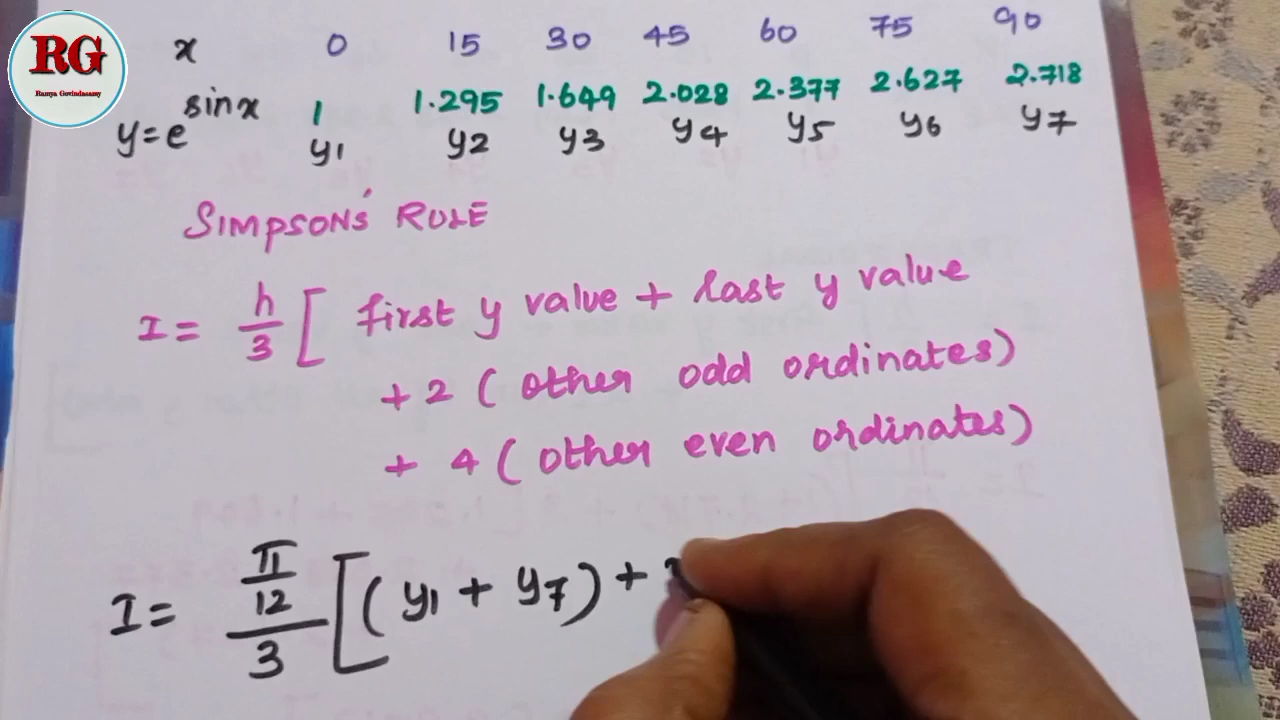 RG
Ramya Govindasamy
x 0 15 30 45 60 75 90
y=e^sinx 1 1.295 1.649 2.028 2.377 2.627 2.718
y1 y2 y3 y4 y5 y6 y7
SIMPSONS' RULE
I = h/3 [ first y value + last y value
+ 2 ( other odd ordinates)
+ 4 ( other even ordinates)
I = π/12/3 [(y1 + y7) +